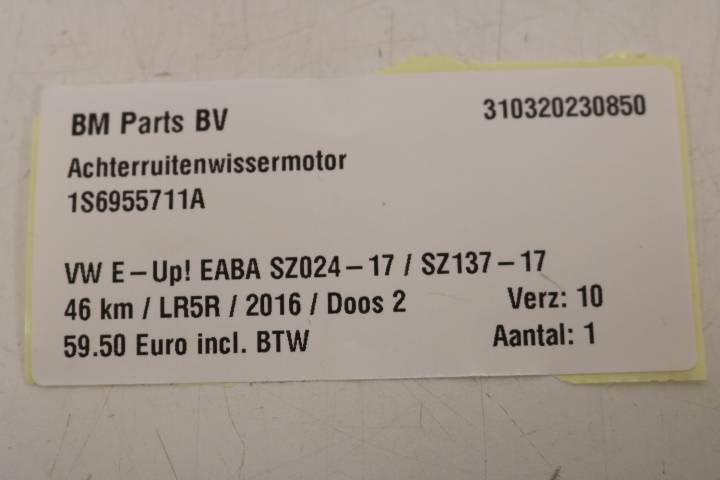 BM Parts BV 310320230850
Achterruitenwissermotor
1S6955711A
VW E-Up! EABA SZ024-17 / SZ137-17
46 km / LR5R / 2016 / Doos 2 Verz: 10
59.50 Euro incl. BTW Aantal: 1